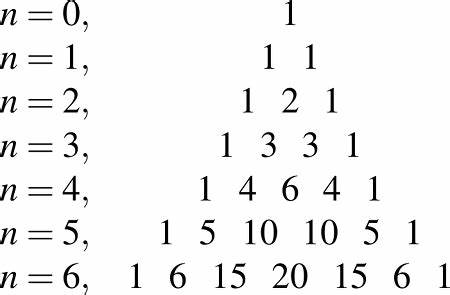 n = 0, 1
n = 1, 1 1
n = 2, 1 2 1
n = 3, 1 3 3 1
n = 4, 1 4 6 4 1
n = 5, 1 5 10 10 5 1
n = 6, 1 6 15 20 15 6 1